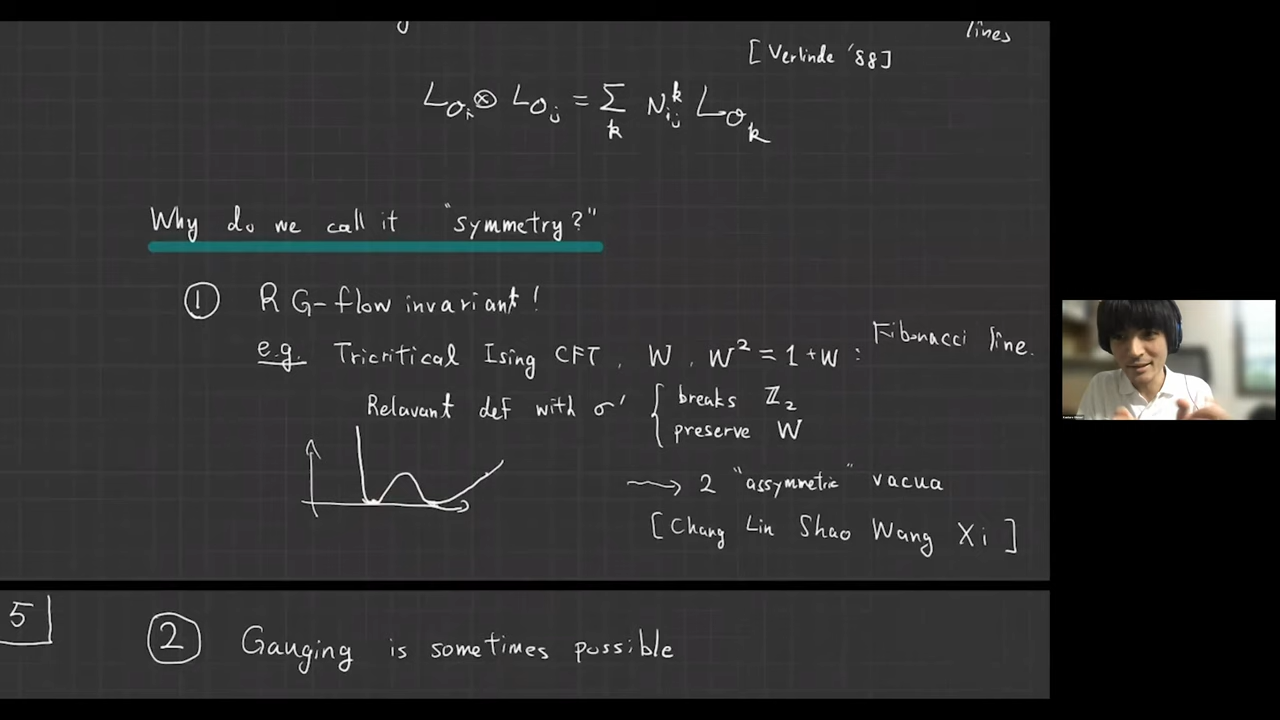 lines
[Verlinde '88]
L_{O_i} ⊗ L_{O_j} = Σ_k N_{ij}^k L_{O_k}
Why do we call it "symmetry?"
① RG-flow invariant!
e.g. Tricritical Ising CFT, W, W² = 1 + W : Fibonacci line.
Relavant def with σ' { breaks ℤ₂
preserve W
→ 2 "assymmetric" vacua
[Chang Lin Shao Wang Xi]
5
② Gauging is sometimes possible